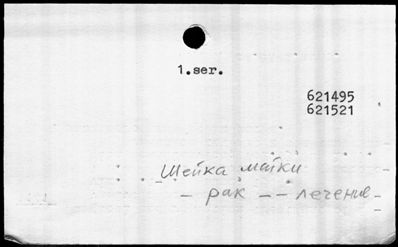 1.ser.
621495
621521
Шейка матки
- рак -- лечение -